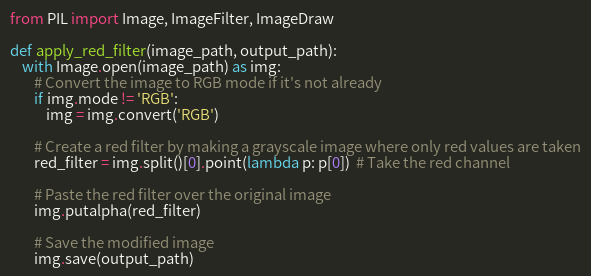 from PIL import Image, ImageFilter, ImageDraw

def apply_red_filter(image_path, output_path):
    with Image.open(image_path) as img:
        # Convert the image to RGB mode if it's not already
        if img.mode != 'RGB':
            img = img.convert('RGB')

        # Create a red filter by making a grayscale image where only red values are taken
        red_filter = img.split()[0].point(lambda p: p[0])  # Take the red channel

        # Paste the red filter over the original image
        img.putalpha(red_filter)

        # Save the modified image
        img.save(output_path)